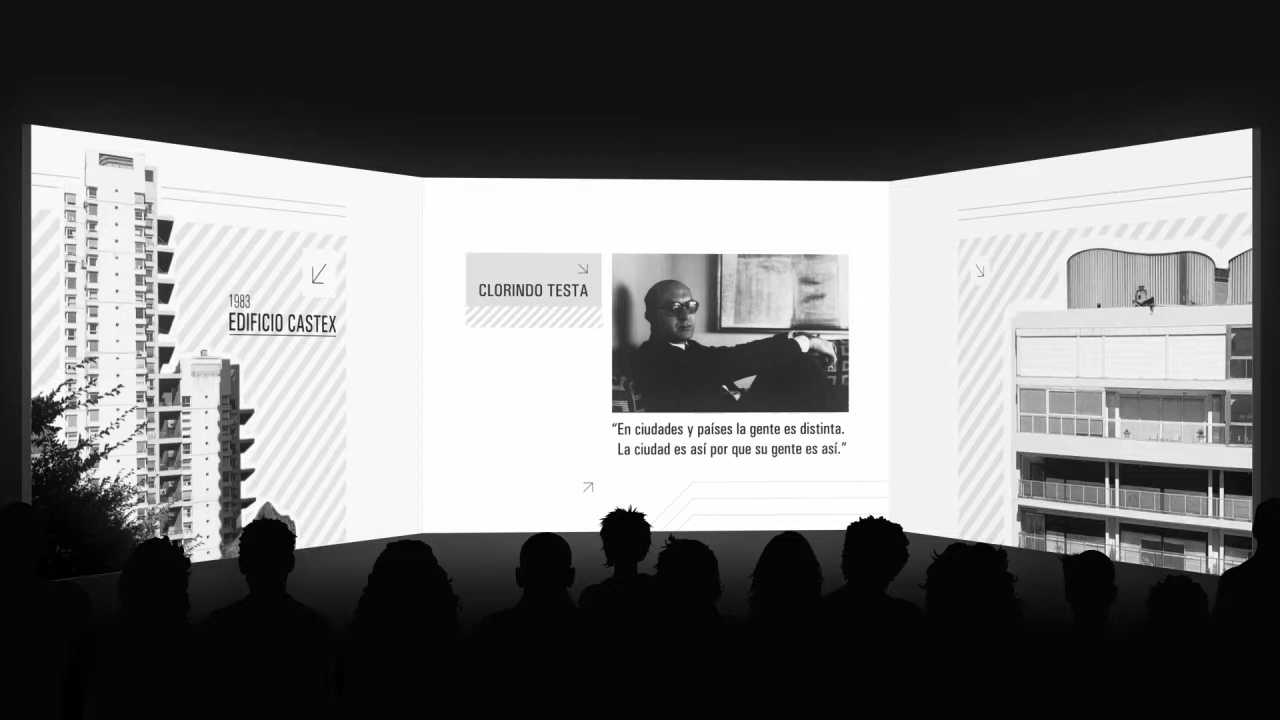 1983
EDIFICIO CASTEX
CLORINDO TESTA
“En ciudades y países la gente es distinta.
La ciudad es así por que su gente es así.”